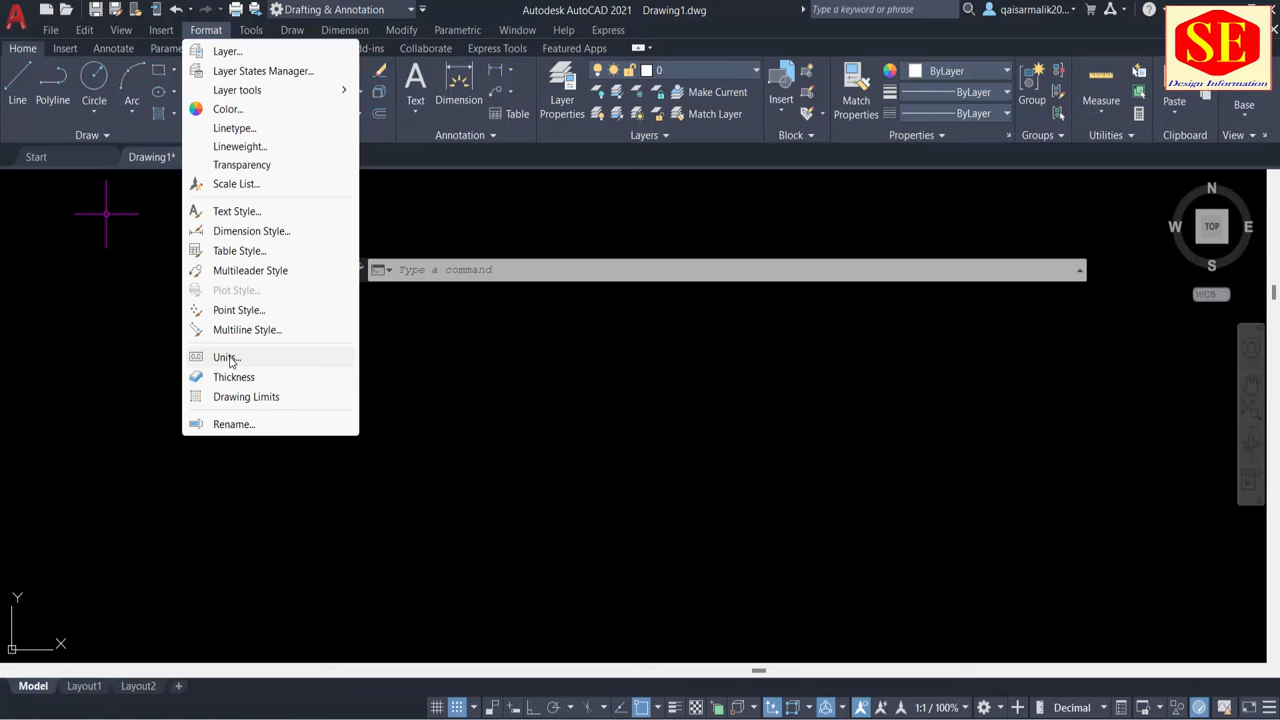 Drafting & Annotation
Autodesk AutoCAD 2021 Drawing1.dwg
Type a keyword or phrase
qaisarmalik20...
File Edit View Insert Format Tools Draw Dimension Modify Parametric Window Help Express
Home Insert Annotate Para Add-ins Collaborate Express Tools Featured Apps
Line Polyline Circle Arc
Draw
Text Dimension Table
Annotation
Layer Properties
0
Make Current
Match Layer
Layers
Insert
Block
Match Properties
ByLayer
ByLayer
ByLayer
Properties
Group
Groups
Measure
Utilities
Paste
Clipboard
Base
View
SE
Design Information
Start
Drawing1*
Layer...
Layer States Manager...
Layer tools
Color...
Linetype...
Lineweight...
Transparency
Scale List...
Text Style...
Dimension Style...
Table Style...
Multileader Style
Plot Style...
Point Style...
Multiline Style...
Units...
Thickness
Drawing Limits
Rename...
Type a command
N
W TOP E
S
WCS
Y
X
Model Layout1 Layout2
1:1 / 100%
Decimal